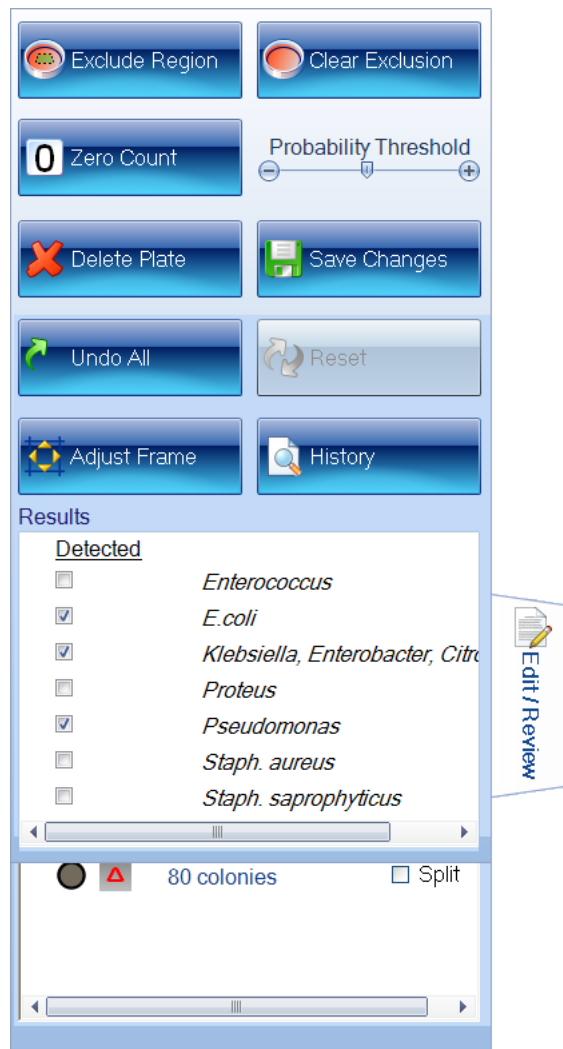 Exclude Region
Clear Exclusion
0 Zero Count
Probability Threshold
Delete Plate
Save Changes
Undo All
Reset
Adjust Frame
History
Results
Detected
Enterococcus
E.coli
Klebsiella, Enterobacter, Citro
Proteus
Pseudomonas
Staph. aureus
Staph. saprophyticus
80 colonies
Split
Edit / Review